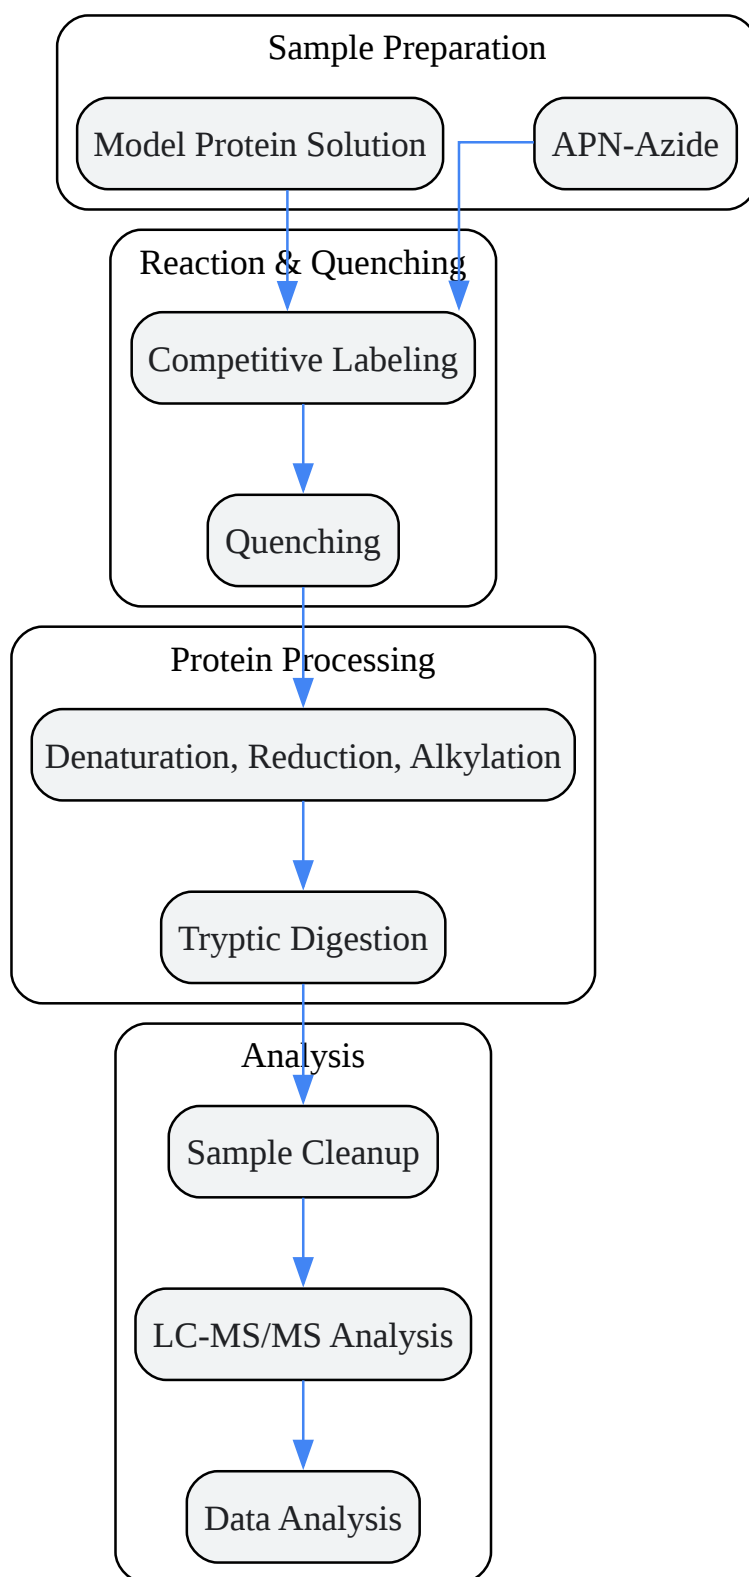 Sample Preparation
Model Protein Solution
APN-Azide
Reaction & Quenching
Competitive Labeling
Quenching
Protein Processing
Denaturation, Reduction, Alkylation
Tryptic Digestion
Analysis
Sample Cleanup
LC-MS/MS Analysis
Data Analysis